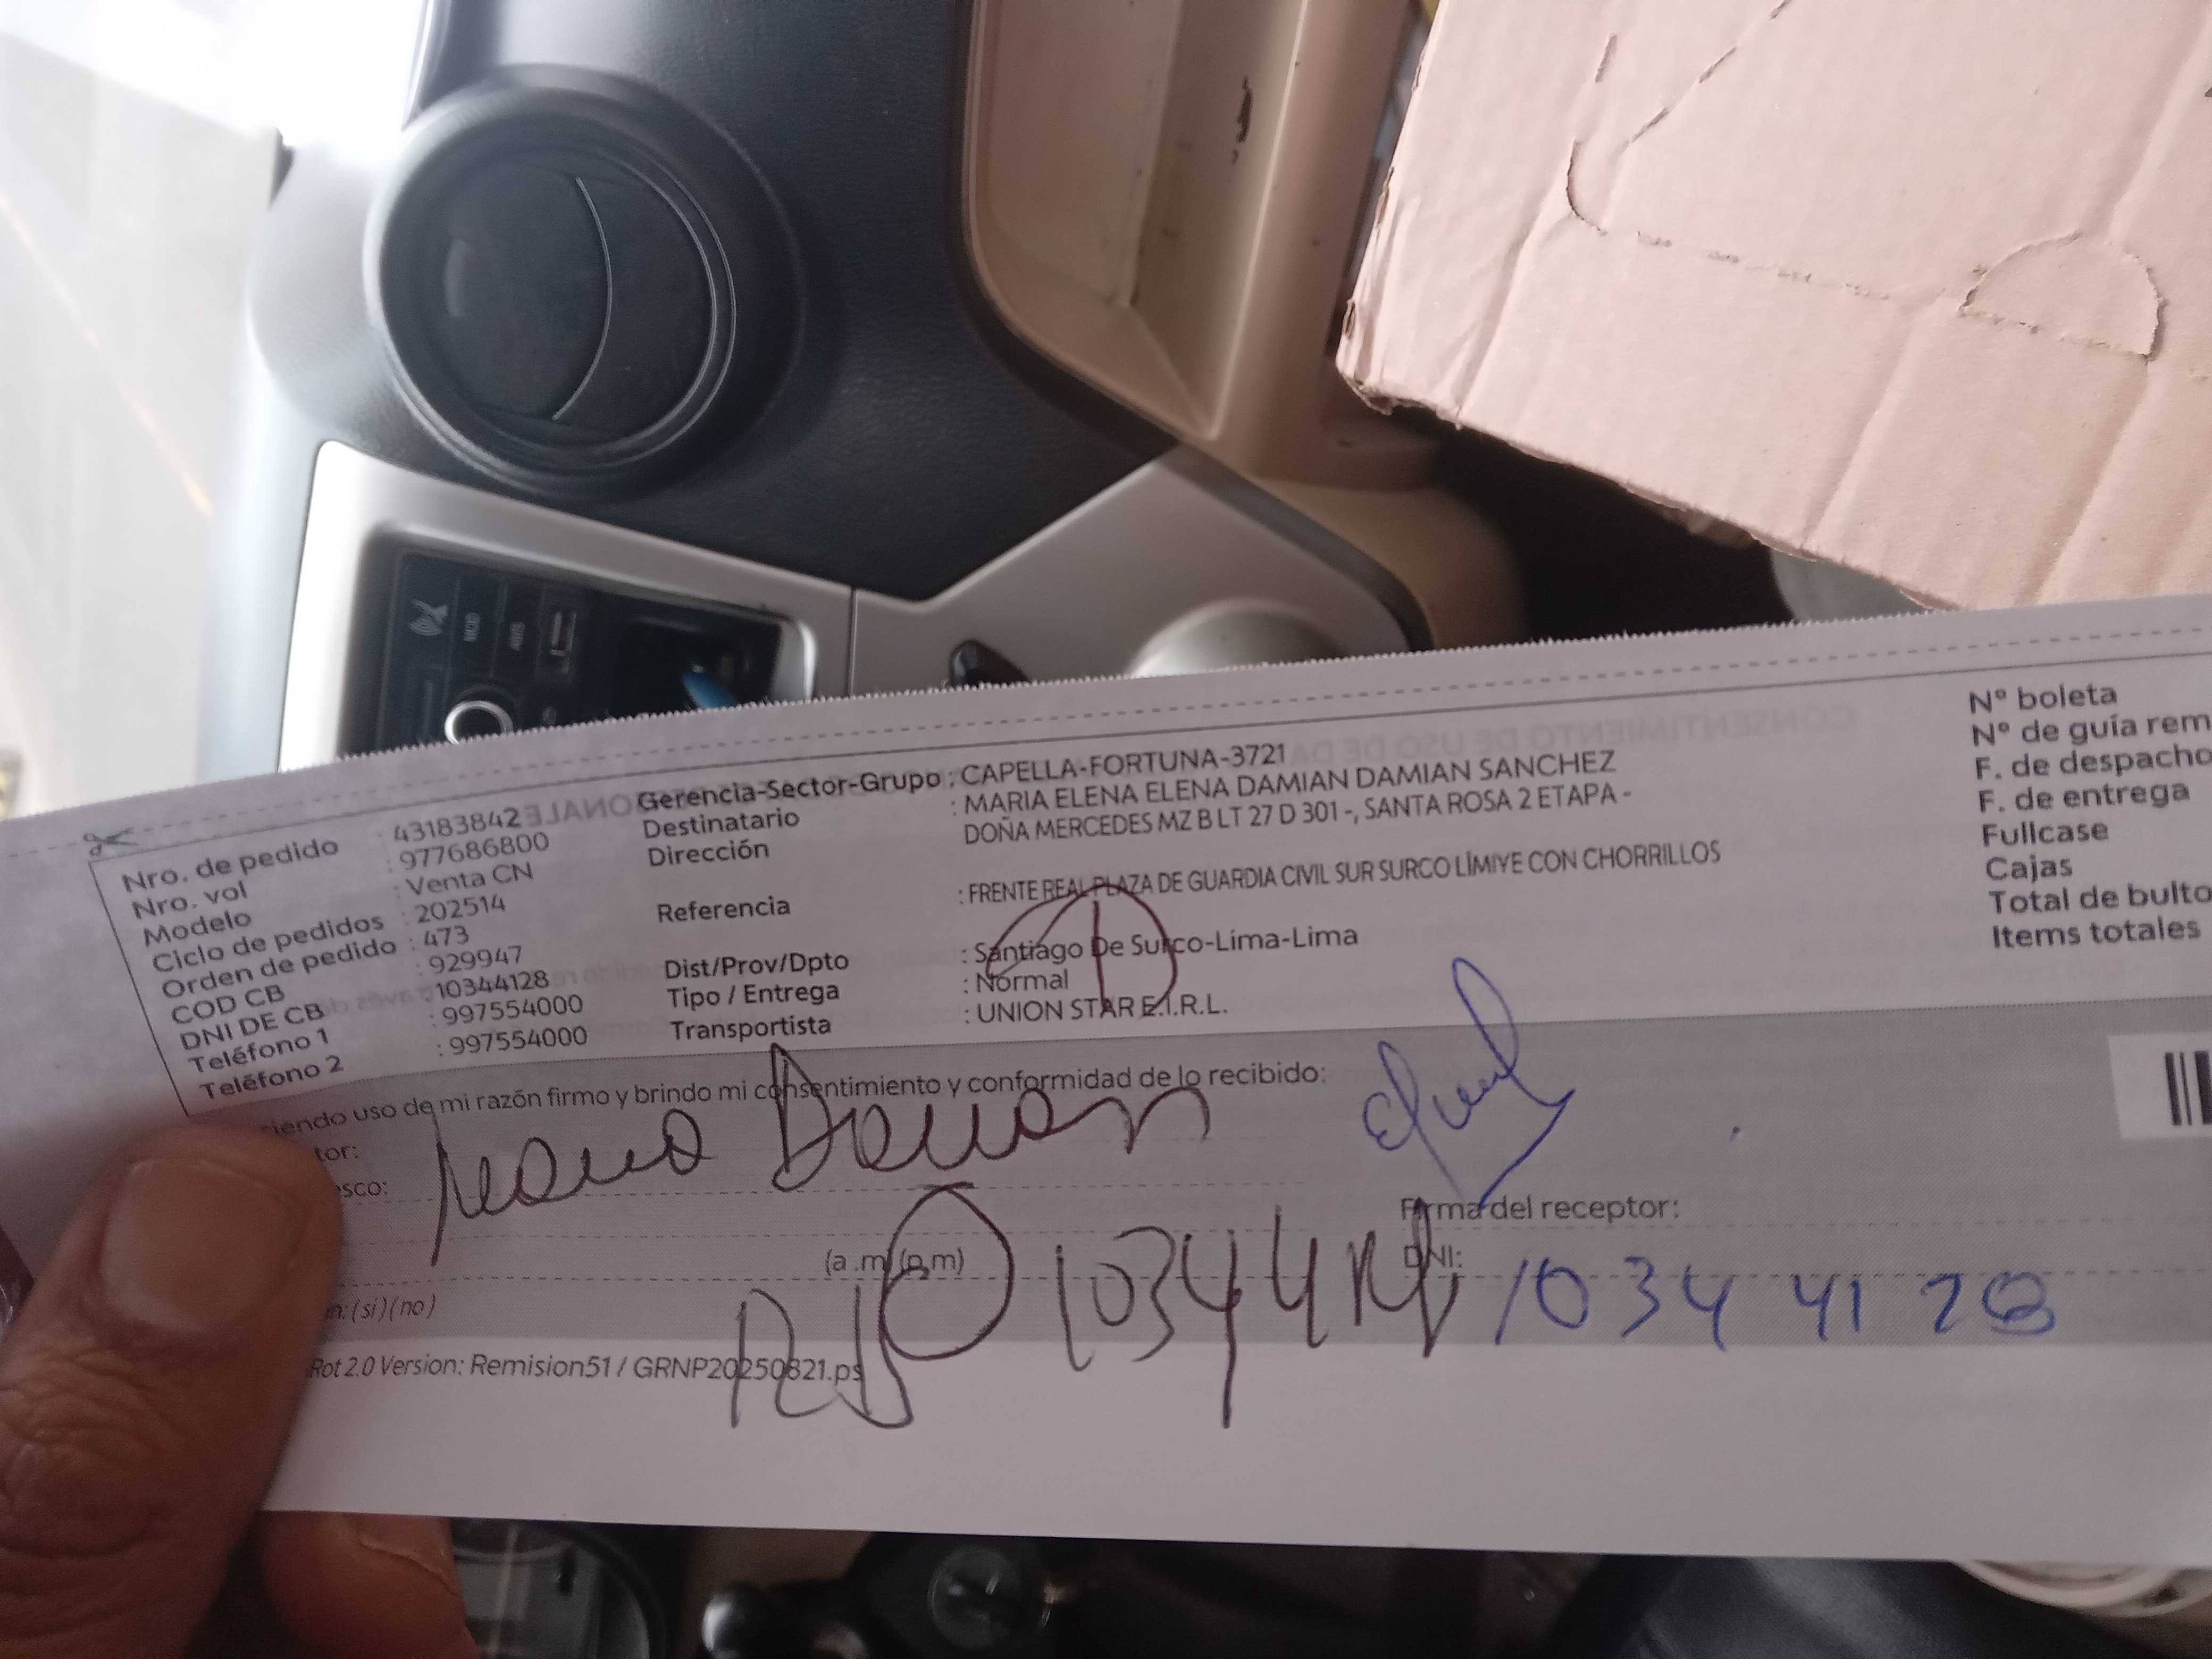 Nro. de pedido : 43183842
Nro. vol : 977686800
Modelo : Venta CN
Ciclo de pedidos : 202514
Orden de pedido : 473
COD CB : 929947
DNI DE CB : 10344128
Teléfono 1 : 997554000
Teléfono 2 : 997554000
Gerencia-Sector-Grupo : CAPELLA-FORTUNA-3721
Destinatario : MARIA ELENA ELENA DAMIAN DAMIAN SANCHEZ
Dirección DOÑA MERCEDES MZ B LT 27 D 301 -, SANTA ROSA 2 ETAPA -
Referencia : FRENTE REAL PLAZA DE GUARDIA CIVIL SUR SURCO LÍMIYE CON CHORRILLOS
Dist/Prov/Dpto : Santiago De Surco-Lima-Lima
Tipo / Entrega : Normal
Transportista : UNION STAR E.I.R.L.
N° boleta
N° de guía rem
F. de despacho
F. de entrega
Fullcase
Cajas
Total de bulto
Items totales
iendo uso de mi razón firmo y brindo mi consentimiento y conformidad de lo recibido:
tor:
esco:
Firma del receptor:
(a.m) (p.m)
DNI: 10344128
n: (si) (no)
Rot 2.0 Version: Remision51 / GRNP20250821.ps